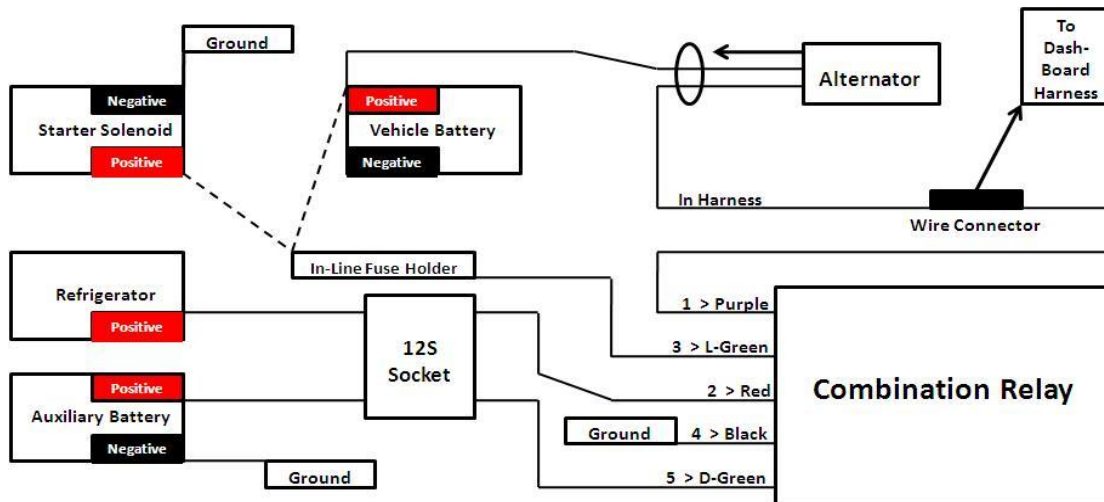 Ground
Negative
Starter Solenoid
Positive
Positive
Vehicle Battery
Negative
Alternator
To
Dash-
Board
Harness
In Harness
Wire Connector
In-Line Fuse Holder
Refrigerator
Positive
12S
Socket
Positive
Auxiliary Battery
Negative
Ground
1 > Purple
3 > L-Green
2 > Red
Ground
4 > Black
5 > D-Green
Combination Relay